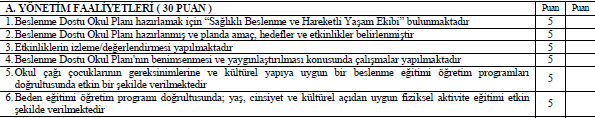 A. YÖNETİM FAALİYETLERİ ( 30 PUAN ) Puan Puan
1. Beslenme Dostu Okul Planı hazırlamak için “Sağlıklı Beslenme ve Hareketli Yaşam Ekibi” bulunmaktadır 5
2. Beslenme Dostu Okul Planı hazırlanmış ve planda amaç, hedefler ve etkinlikler belirlenmiştir 5
3. Etkinliklerin izleme/değerlendirmesi yapılmaktadır 5
4. Beslenme Dostu Okul Planı'nın benimsenmesi ve yaygınlaştırılması konusunda çalışmalar yapılmaktadır 5
5. Okul çağı çocuklarının gereksinimlerine ve kültürel yapıya uygun bir beslenme eğitimi öğretim programları
doğrultusunda etkin bir şekilde verilmektedir 5
6. Beden eğitimi öğretim program doğrultusunda; yaş, cinsiyet ve kültürel açıdan uygun fiziksel aktivite eğitimi etkin
şekilde verilmektedir 5